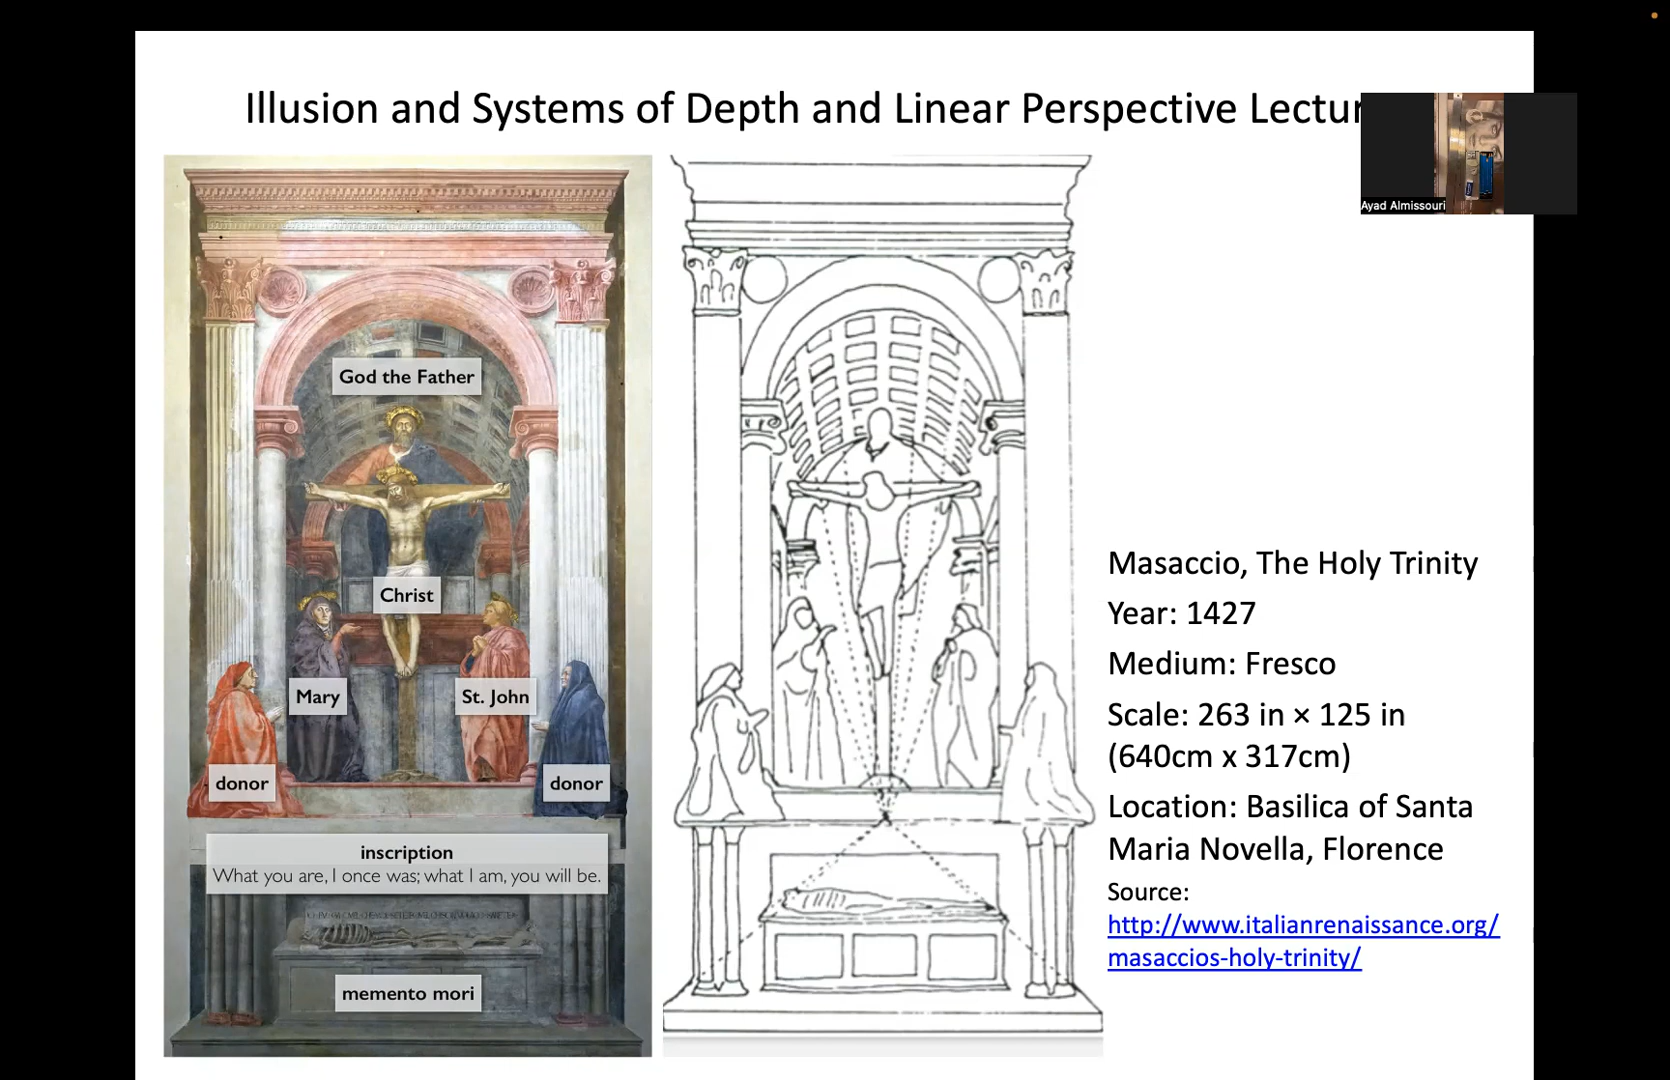 Illusion and Systems of Depth and Linear Perspective
Ayad Almissouri
God the Father
Christ
Mary
St. John
donor
donor
inscription
What you are, I once was; what I am, you will be.
memento mori
Masaccio, The Holy Trinity
Year: 1427
Medium: Fresco
Scale: 263 in × 125 in
(640cm x 317cm)
Location: Basilica of Santa
Maria Novella, Florence
Source:
http://www.italianrenaissance.org/
masaccios-holy-trinity/